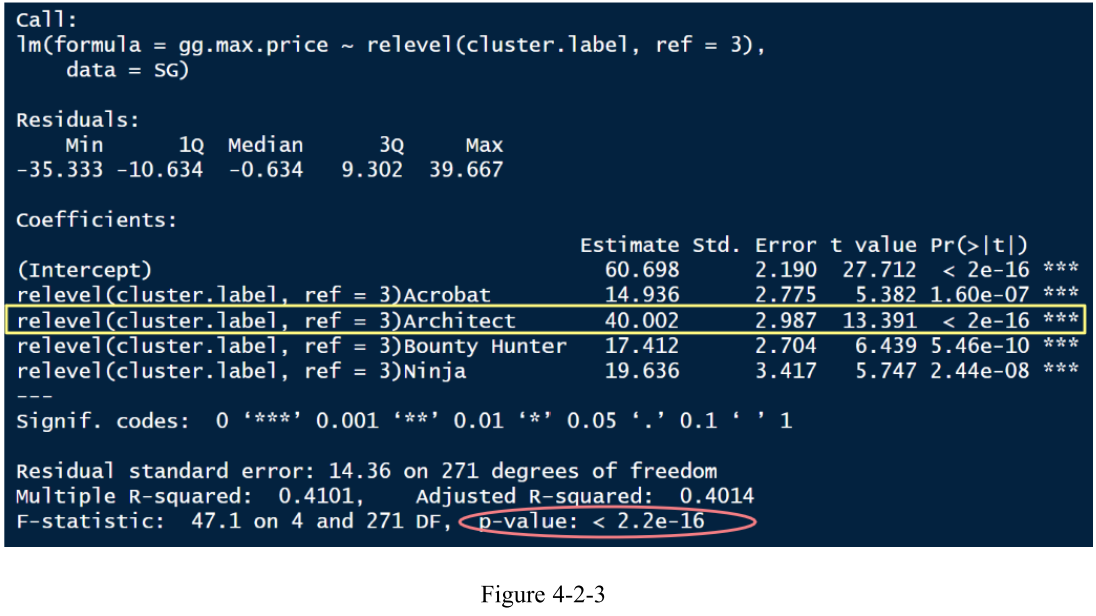 Call:
lm(formula = gg.max.price ~ relevel(cluster.label, ref = 3),
    data = SG)
Residuals:
    Min      1Q  Median      3Q     Max
-35.333 -10.634  -0.634   9.302  39.667
Coefficients:
                                             Estimate Std. Error t value Pr(>|t|)
(Intercept)                                    60.698      2.190  27.712  < 2e-16 ***
relevel(cluster.label, ref = 3)Acrobat         14.936      2.775   5.382 1.60e-07 ***
relevel(cluster.label, ref = 3)Architect       40.002      2.987  13.391  < 2e-16 ***
relevel(cluster.label, ref = 3)Bounty Hunter   17.412      2.704   6.439 5.46e-10 ***
relevel(cluster.label, ref = 3)Ninja           19.636      3.417   5.747 2.44e-08 ***
---
Signif. codes:  0 ‘***’ 0.001 ‘**’ 0.01 ‘*’ 0.05 ‘.’ 0.1 ‘ ’ 1
Residual standard error: 14.36 on 271 degrees of freedom
Multiple R-squared:  0.4101,    Adjusted R-squared:  0.4014
F-statistic:  47.1 on 4 and 271 DF,  p-value: < 2.2e-16
Figure 4-2-3